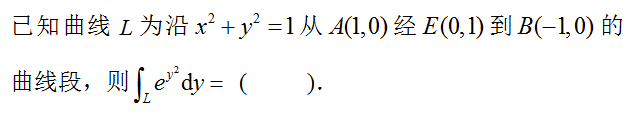 已知曲线 L 为沿 x² + y² = 1 从 A(1,0) 经 E(0,1) 到 B(−1,0) 的
曲线段，则 ∫_L e^{y²} dy = (      ).